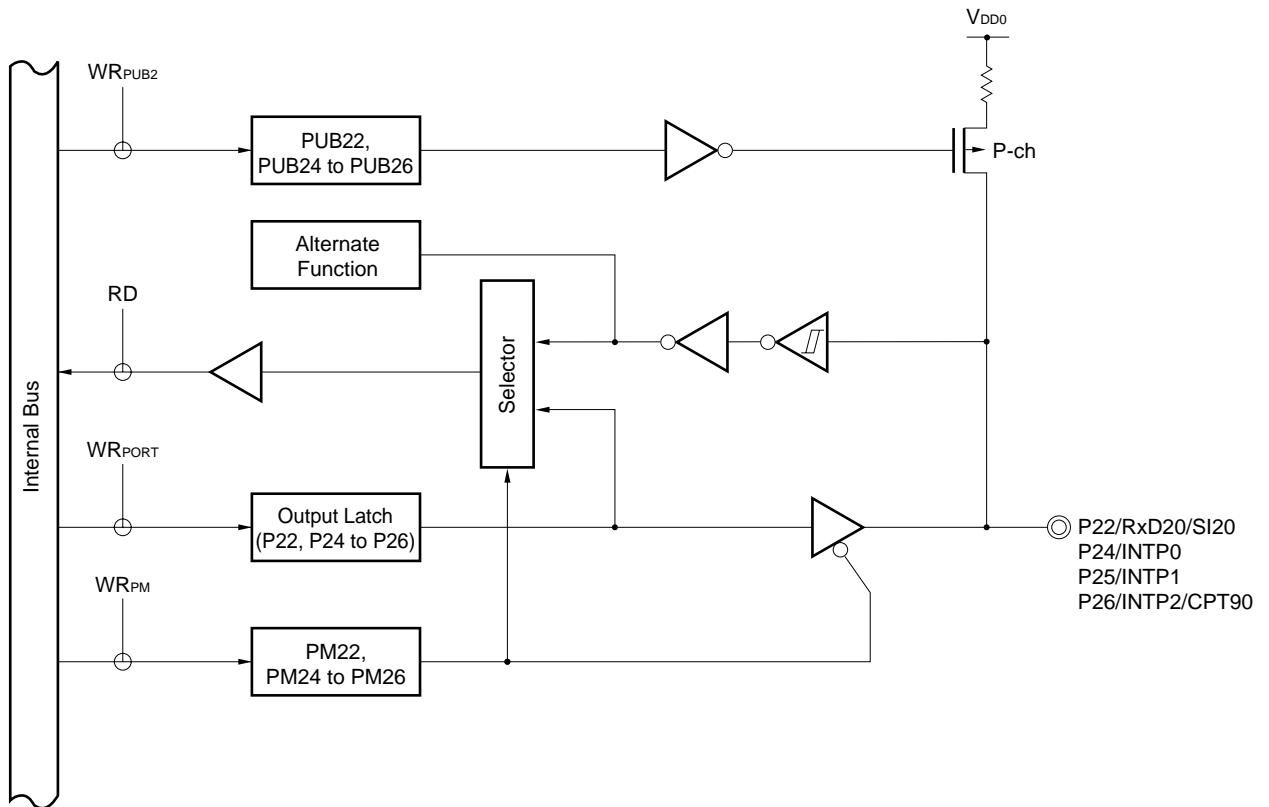 VDD0
WRPUB2
PUB22,
PUB24 to PUB26
P-ch
Alternate
Function
RD
Selector
Internal Bus
WRPORT
Output Latch
(P22, P24 to P26)
P22/RxD20/SI20
P24/INTP0
P25/INTP1
P26/INTP2/CPT90
WRPM
PM22,
PM24 to PM26